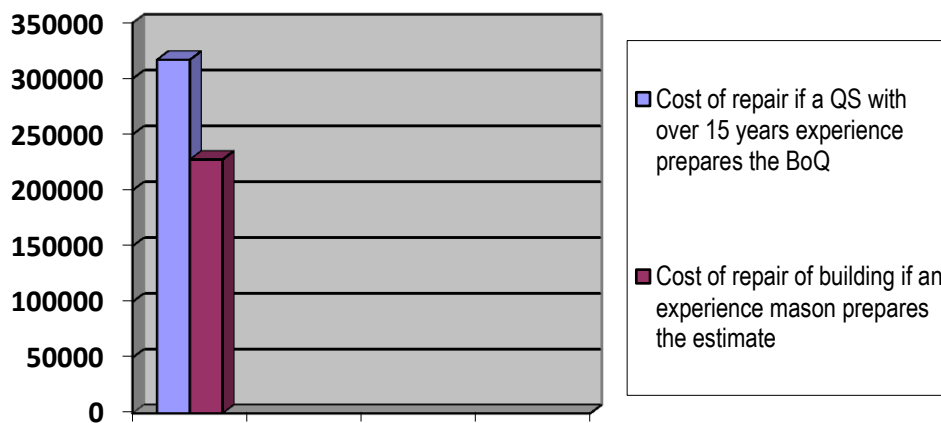 350000
300000
250000
200000
150000
100000
50000
0
Cost of repair if a QS with
over 15 years experience
prepares the BoQ
Cost of repair of building if an
experience mason prepares
the estimate